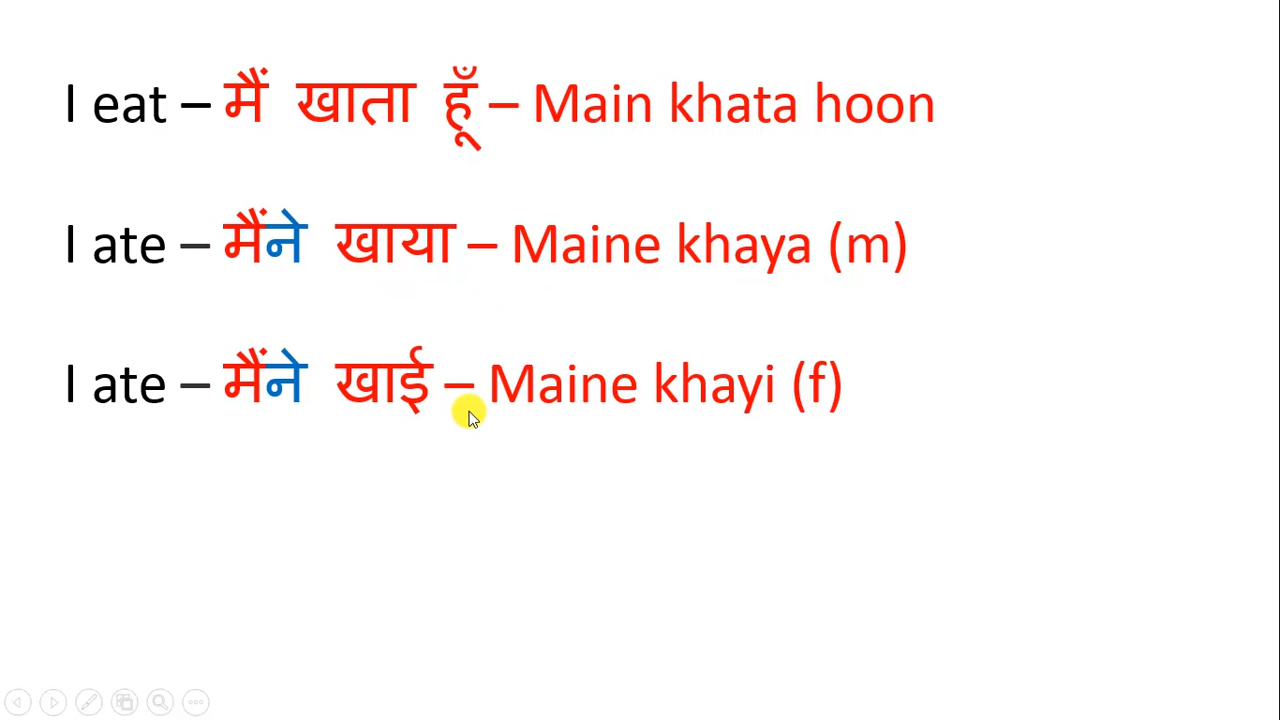 I eat – मैं खाता हूँ – Main khata hoon
I ate – मैंने खाया – Maine khaya (m)
I ate – मैंने खाई – Maine khayi (f)